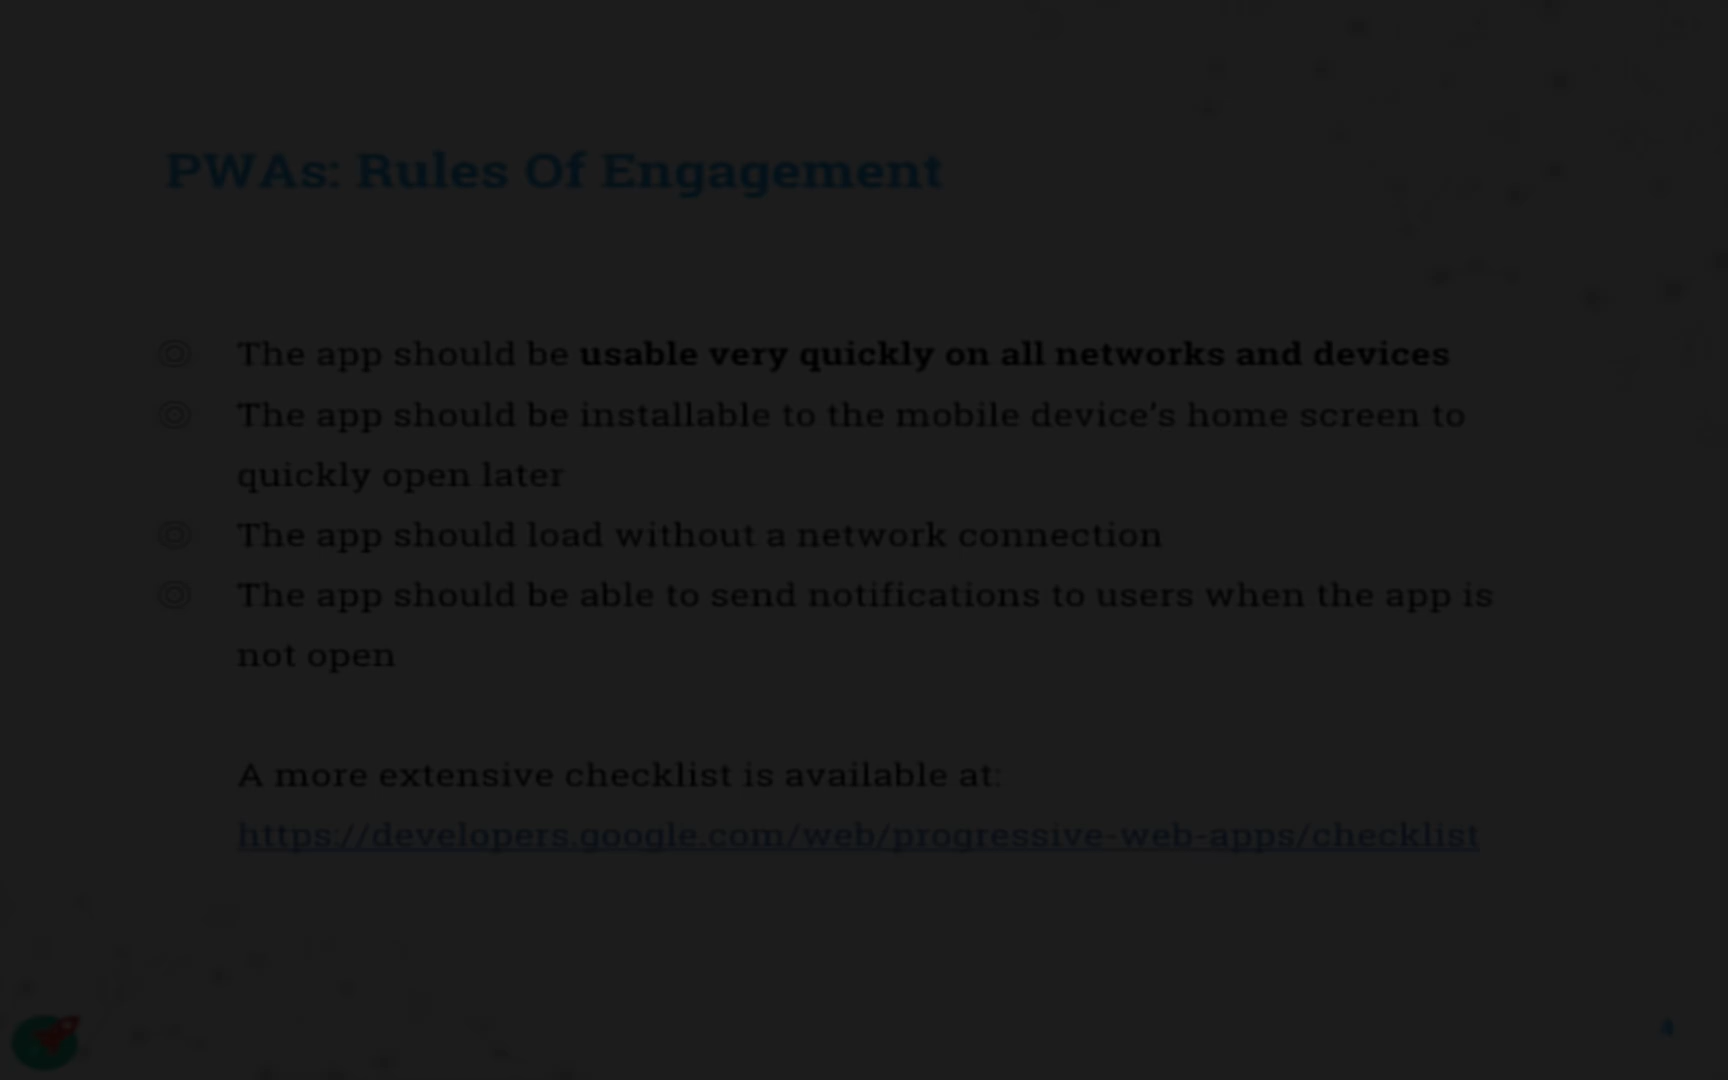 PWAs: Rules Of Engagement
The app should be usable very quickly on all networks and devices
The app should be installable to the mobile device's home screen to
quickly open later
The app should load without a network connection
The app should be able to send notifications to users when the app is
not open
A more extensive checklist is available at:
https://developers.google.com/web/progressive-web-apps/checklist